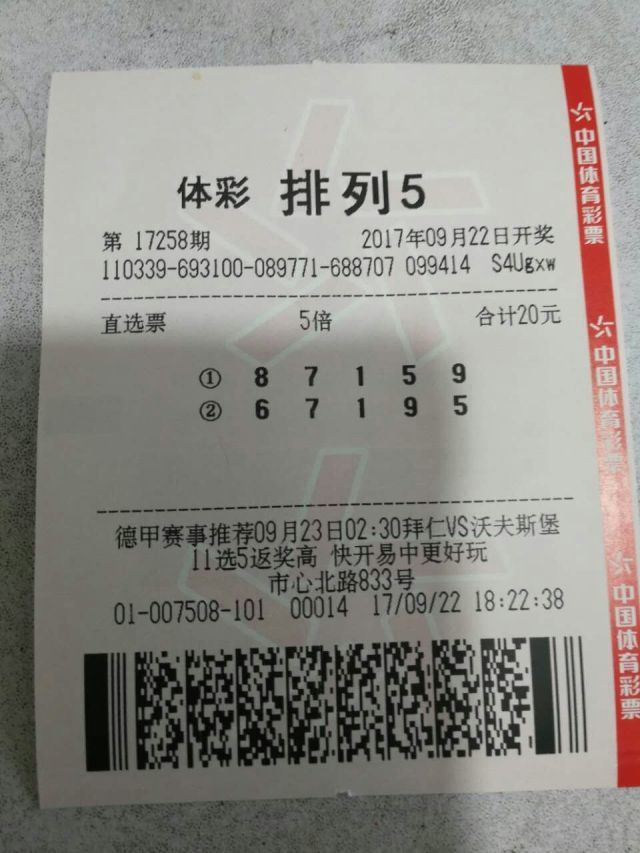 体彩 排列5
第 17258期 2017年09月22日开奖
110339-693100-089771-688707 099414 S4Ugxw
直选票 5倍 合计20元
① 8 7 1 5 9
② 6 7 1 9 5
德甲赛事推荐09月23日02:30拜仁VS沃夫斯堡
11选5返奖高 快开易中更好玩
市心北路833号
01-007508-101 00014 17/09/22 18:22:38
中国体育彩票
中国体育彩票
中国体育彩票